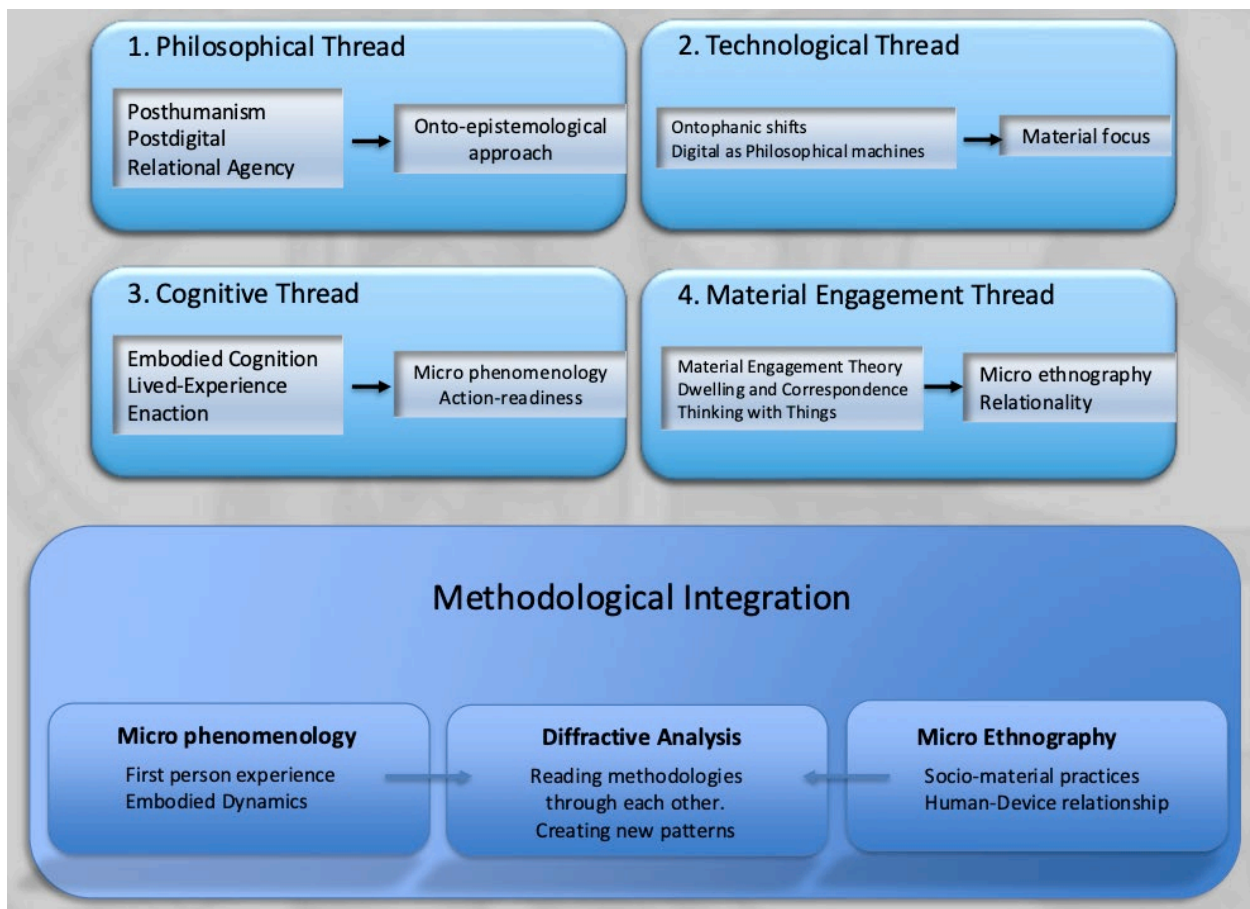 1. Philosophical Thread
Posthumanism
Postdigital
Relational Agency
Onto-epistemological
approach
2. Technological Thread
Ontophanic shifts
Digital as Philosophical machines
Material focus
3. Cognitive Thread
Embodied Cognition
Lived-Experience
Enaction
Micro phenomenology
Action-readiness
4. Material Engagement Thread
Material Engagement Theory
Dwelling and Correspondence
Thinking with Things
Micro ethnography
Relationality
Methodological Integration
Micro phenomenology
First person experience
Embodied Dynamics
Diffractive Analysis
Reading methodologies
through each other.
Creating new patterns
Micro Ethnography
Socio-material practices
Human-Device relationship